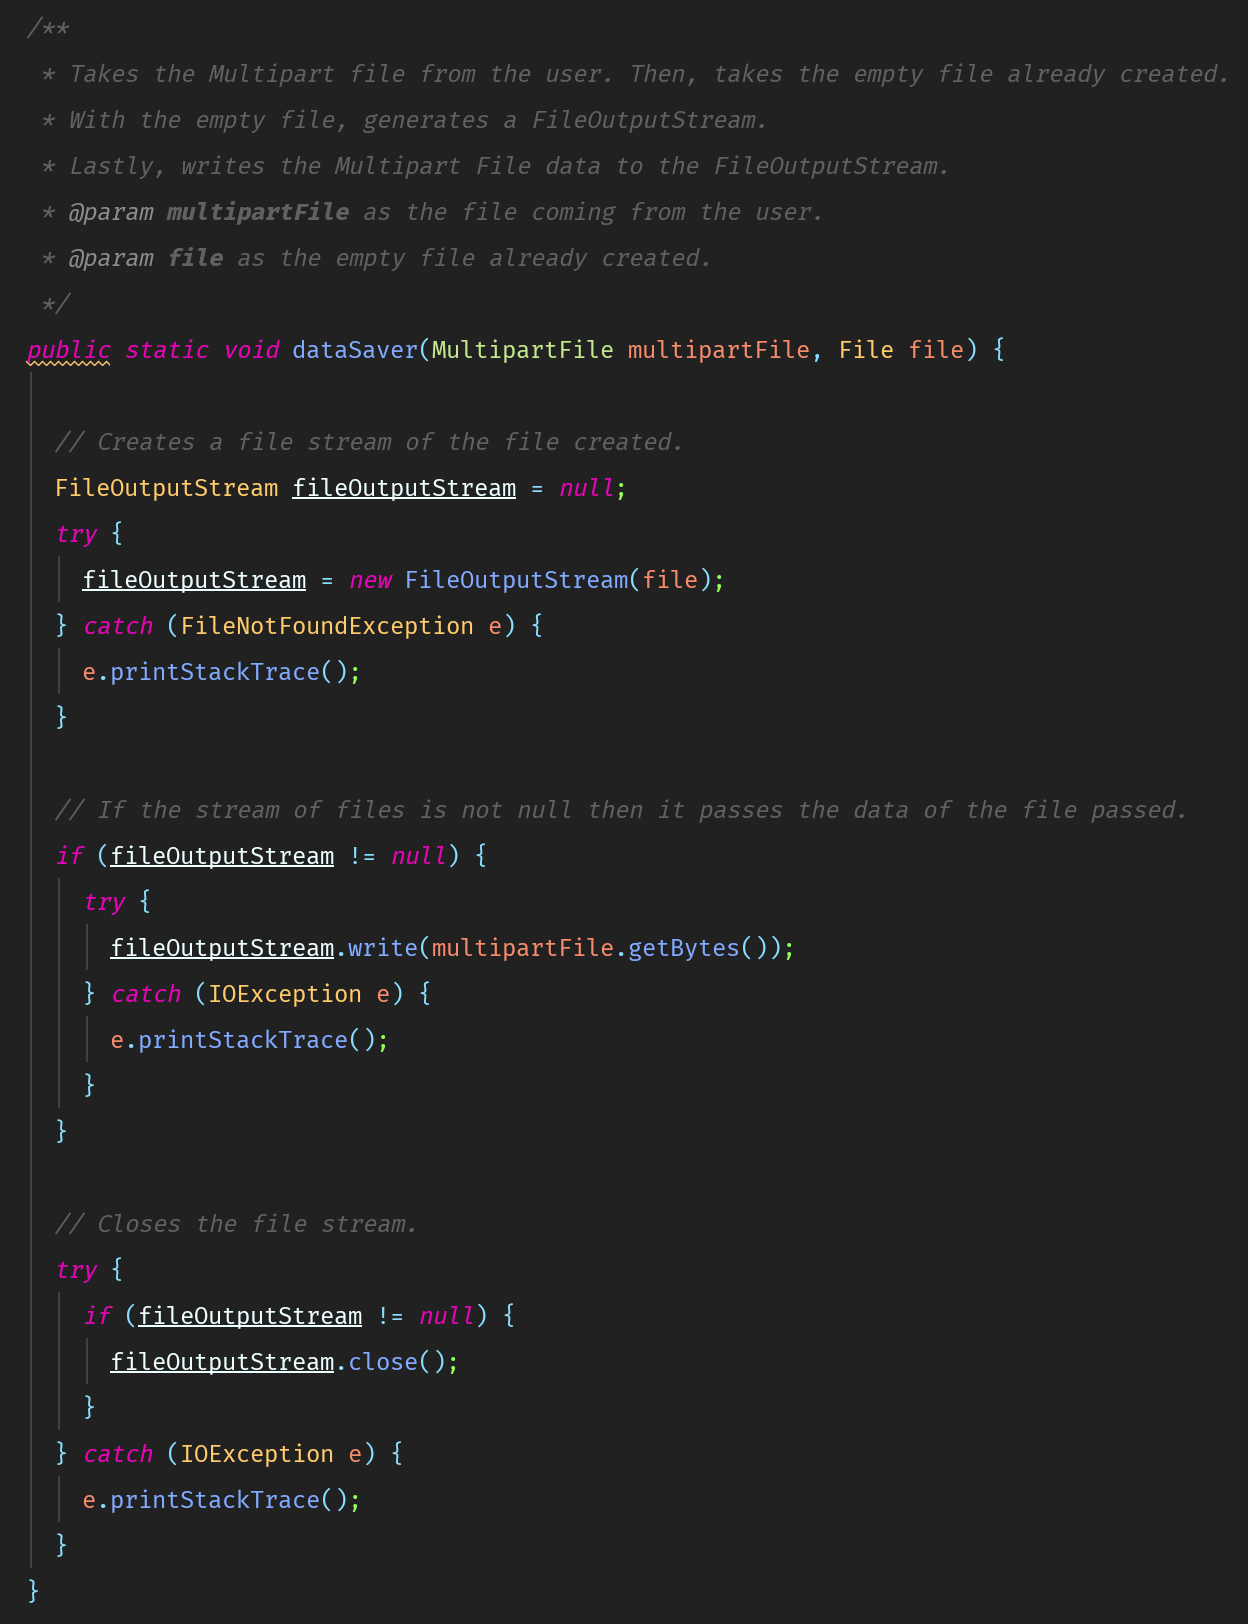 /**
 * Takes the Multipart file from the user. Then, takes the empty file already created.
 * With the empty file, generates a FileOutputStream.
 * Lastly, writes the Multipart File data to the FileOutputStream.
 * @param multipartFile as the file coming from the user.
 * @param file as the empty file already created.
 */
public static void dataSaver(MultipartFile multipartFile, File file) {

  // Creates a file stream of the file created.
  FileOutputStream fileOutputStream = null;
  try {
    fileOutputStream = new FileOutputStream(file);
  } catch (FileNotFoundException e) {
    e.printStackTrace();
  }

  // If the stream of files is not null then it passes the data of the file passed.
  if (fileOutputStream != null) {
    try {
      fileOutputStream.write(multipartFile.getBytes());
    } catch (IOException e) {
      e.printStackTrace();
    }
  }

  // Closes the file stream.
  try {
    if (fileOutputStream != null) {
      fileOutputStream.close();
    }
  } catch (IOException e) {
    e.printStackTrace();
  }
}